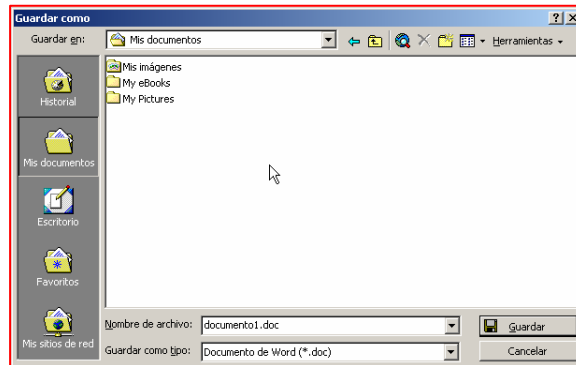 Guardar como
Guardar en: Mis documentos Herramientas
Mis imágenes
My eBooks
My Pictures
Historial
Mis documentos
Escritorio
Favoritos
Mis sitios de red
Nombre de archivo: documento1.doc Guardar
Guardar como tipo: Documento de Word (*.doc) Cancelar